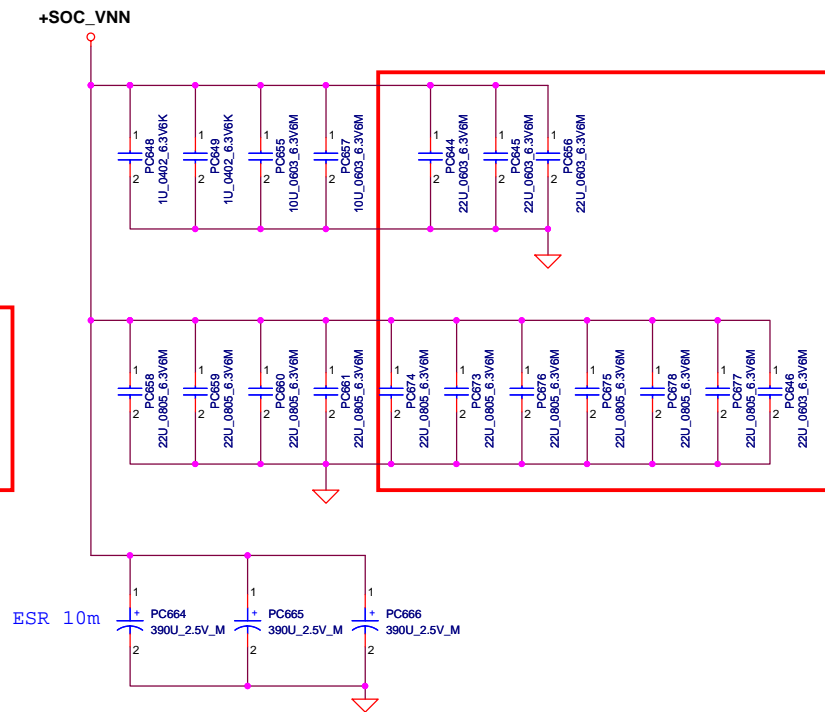 +SOC_VNN
1
2
PC648
1U_0402_6.3V6K
1
2
PC649
1U_0402_6.3V6K
1
2
PC655
10U_0603_6.3V6M
1
2
PC657
10U_0603_6.3V6M
1
2
PC644
22U_0603_6.3V6M
1
2
PC645
22U_0603_6.3V6M
1
2
PC656
22U_0603_6.3V6M
1
2
PC658
22U_0805_6.3V6M
1
2
PC659
22U_0805_6.3V6M
1
2
PC660
22U_0805_6.3V6M
1
2
PC661
22U_0805_6.3V6M
1
2
PC674
22U_0805_6.3V6M
1
2
PC673
22U_0805_6.3V6M
1
2
PC676
22U_0805_6.3V6M
1
2
PC675
22U_0805_6.3V6M
1
2
PC678
22U_0805_6.3V6M
1
2
PC677
22U_0805_6.3V6M
1
2
PC646
22U_0603_6.3V6M
ESR 10m
1
+
2
PC664
390U_2.5V_M
1
+
2
PC665
390U_2.5V_M
1
+
2
PC666
390U_2.5V_M